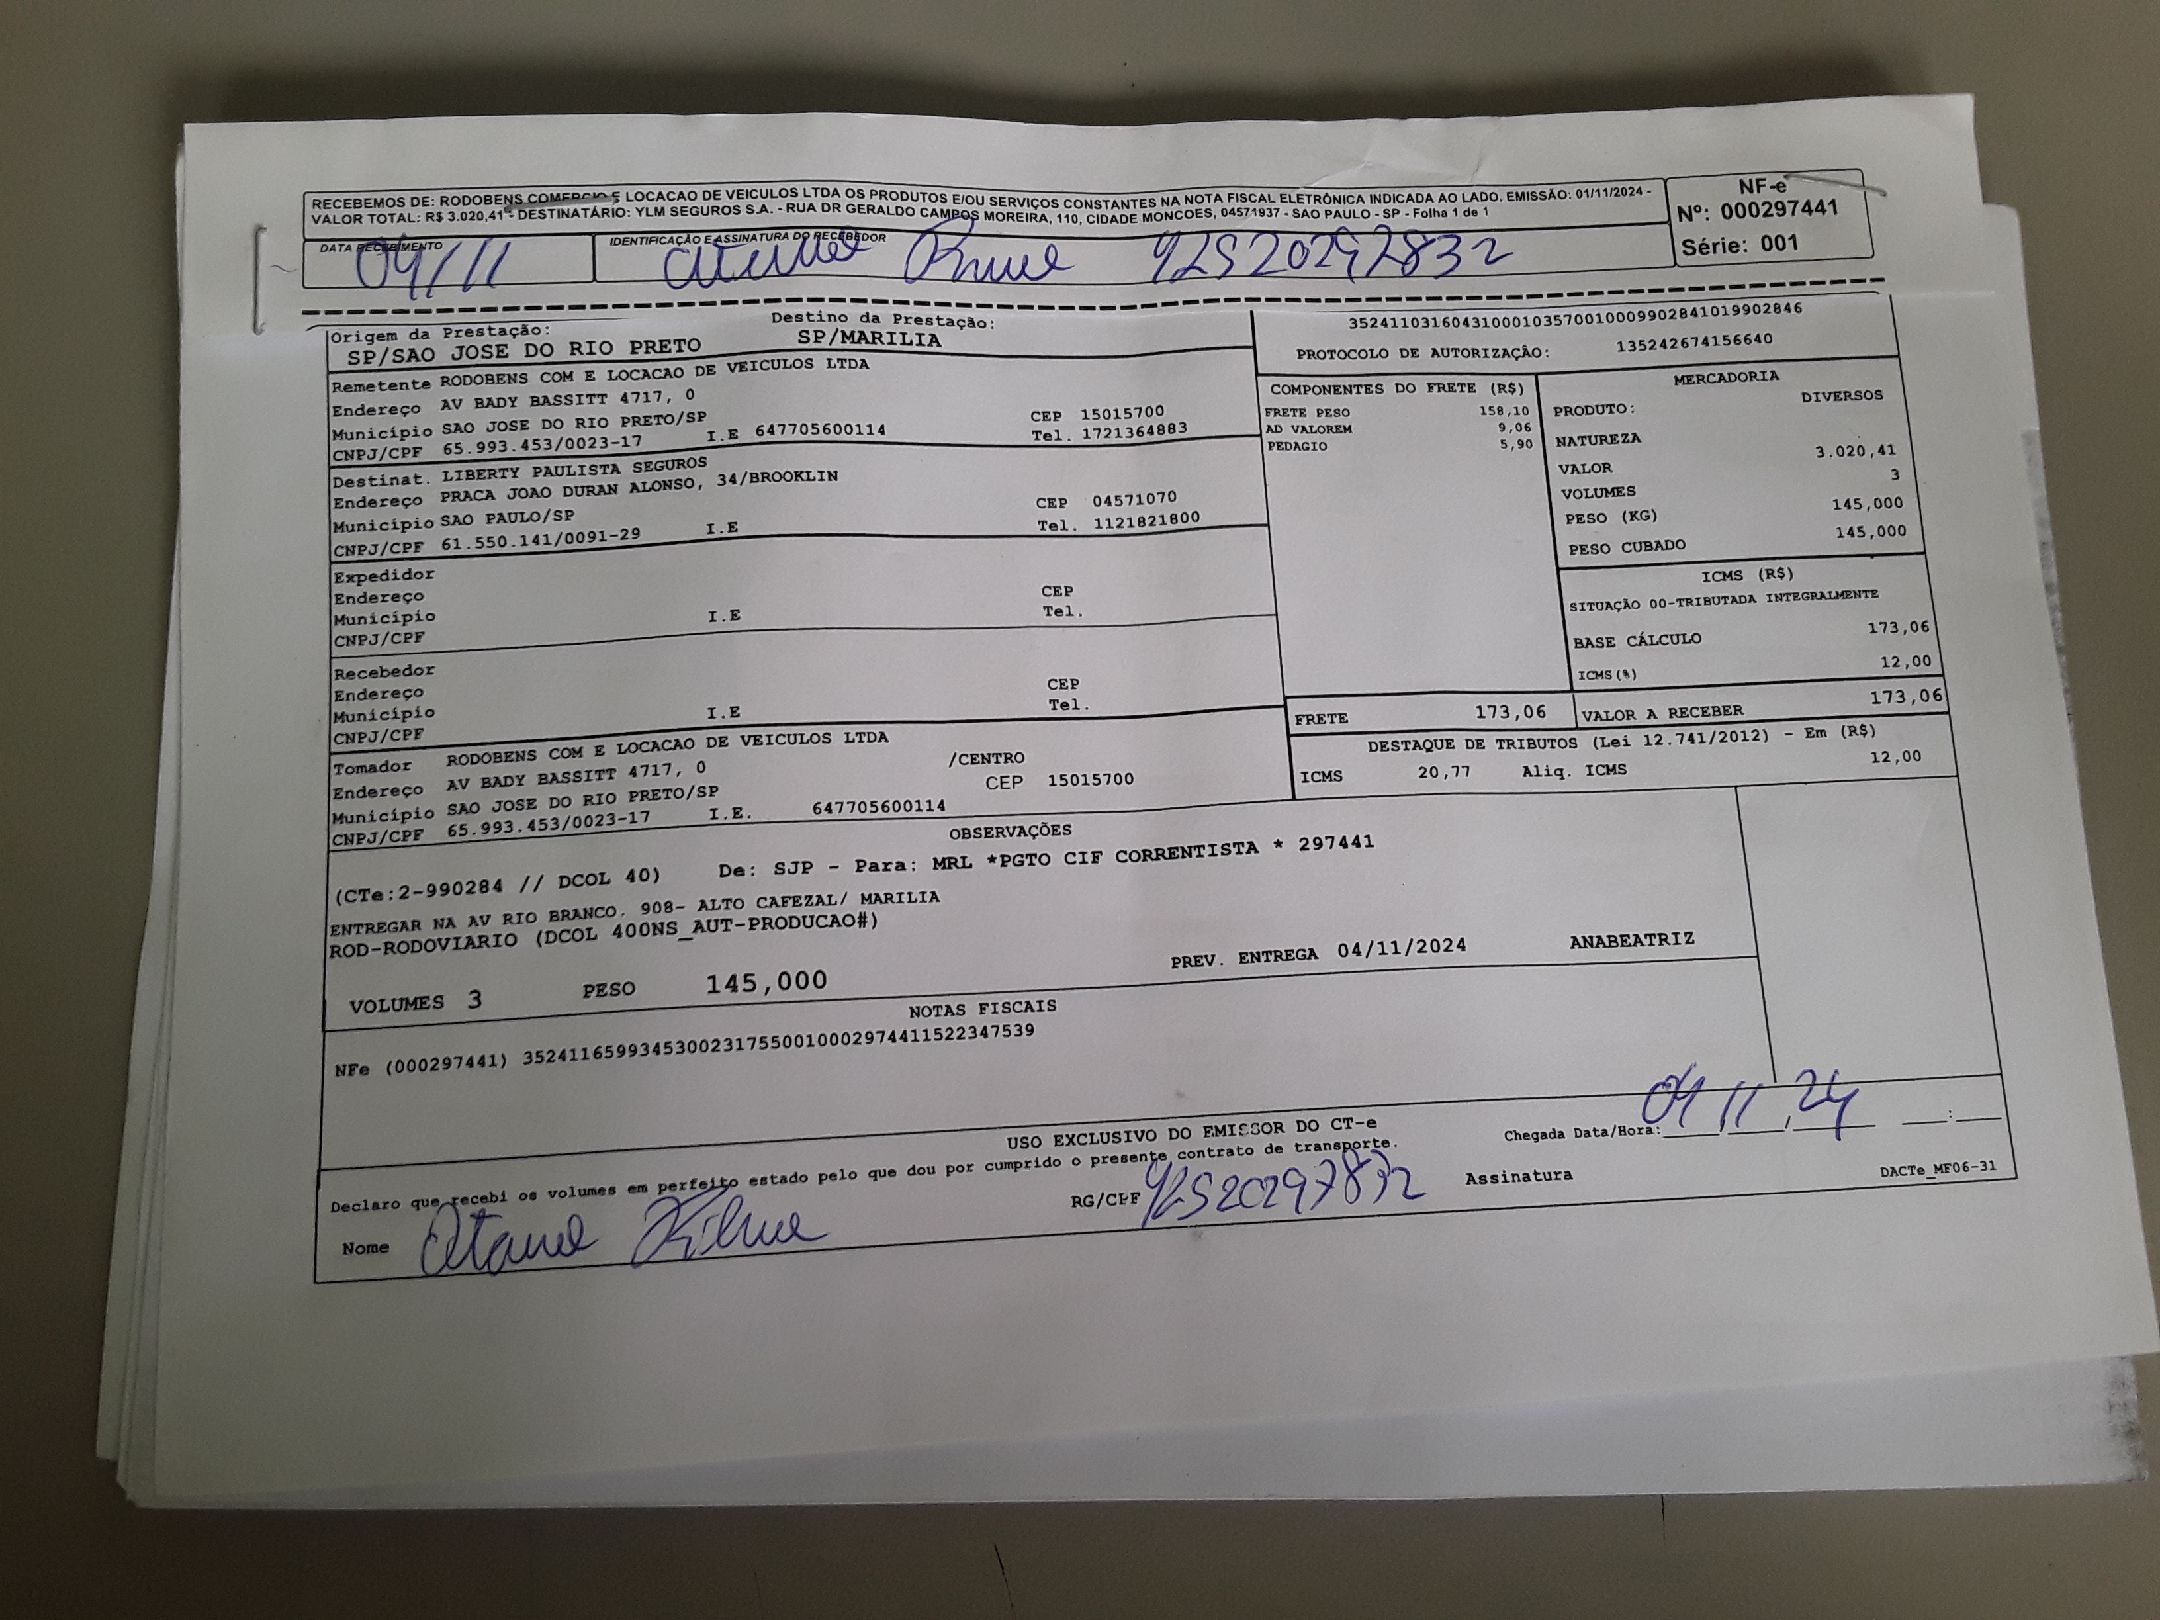 RECEBEMOS DE: RODOBENS COMERCIO E LOCACAO DE VEICULOS LTDA OS PRODUTOS E/OU SERVIÇOS CONSTANTES NA NOTA FISCAL ELETRÔNICA INDICADA AO LADO. EMISSÃO: 01/11/2024 -
VALOR TOTAL: R$ 3.020,41 - DESTINATÁRIO: YLM SEGUROS S.A. - RUA DR GERALDO CAMPOS MOREIRA, 110, CIDADE MONCOES, 04571937 - SAO PAULO - SP - Folha 1 de 1
NF-e
Nº: 000297441
Série: 001
DATA RECEBIMENTO
04/11
IDENTIFICAÇÃO E ASSINATURA DO RECEBEDOR
Origem da Prestação: Destino da Prestação:
SP/SAO JOSE DO RIO PRETO SP/MARILIA
35241103160431000103570010009902841019902846
PROTOCOLO DE AUTORIZAÇÃO: 135242674156640
Remetente RODOBENS COM E LOCACAO DE VEICULOS LTDA
Endereço AV BADY BASSITT 4717, 0
Município SAO JOSE DO RIO PRETO/SP CEP 15015700
CNPJ/CPF 65.993.453/0023-17 I.E 647705600114 Tel. 1721364883
Destinat. LIBERTY PAULISTA SEGUROS
Endereço PRACA JOAO DURAN ALONSO, 34/BROOKLIN
Município SAO PAULO/SP CEP 04571070
CNPJ/CPF 61.550.141/0091-29 I.E Tel. 1121821800
Expedidor
Endereço CEP
Município I.E Tel.
CNPJ/CPF
Recebedor
Endereço CEP
Município I.E Tel.
CNPJ/CPF
Tomador RODOBENS COM E LOCACAO DE VEICULOS LTDA
Endereço AV BADY BASSITT 4717, 0 /CENTRO
Município SAO JOSE DO RIO PRETO/SP CEP 15015700
CNPJ/CPF 65.993.453/0023-17 I.E. 647705600114
COMPONENTES DO FRETE (R$)
FRETE PESO 158,10
AD VALOREM 9,06
PEDAGIO 5,90
MERCADORIA
PRODUTO: DIVERSOS
NATUREZA
VALOR 3.020,41
VOLUMES 3
PESO (KG) 145,000
PESO CUBADO 145,000
ICMS (R$)
SITUAÇÃO 00-TRIBUTADA INTEGRALMENTE
BASE CÁLCULO 173,06
ICMS(%) 12,00
FRETE 173,06 VALOR A RECEBER 173,06
DESTAQUE DE TRIBUTOS (Lei 12.741/2012) - Em (R$)
ICMS 20,77 Aliq. ICMS 12,00
OBSERVAÇÕES
(CTe:2-990284 // DCOL 40) De: SJP - Para: MRL *PGTO CIF CORRENTISTA * 297441
ENTREGAR NA AV RIO BRANCO. 908- ALTO CAFEZAL/ MARILIA
ROD-RODOVIARIO (DCOL 400NS_AUT-PRODUCAO#)
PREV. ENTREGA 04/11/2024 ANABEATRIZ
VOLUMES 3 PESO 145,000
NOTAS FISCAIS
NFe (000297441) 35241165993453002317550010002974411522347539
USO EXCLUSIVO DO EMISSOR DO CT-e
Declaro que recebi os volumes em perfeito estado pelo que dou por cumprido o presente contrato de transporte.
Chegada Data/Hora: 04 11 24 :
Nome RG/CPF Assinatura
DACTe_MF06-31